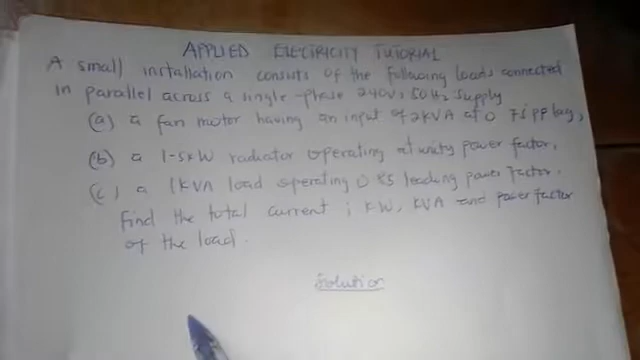 APPLIED ELECTRICITY TUTORIAL
A small installation consists of the following loads connected
in parallel across a single-phase 240V, 50Hz supply
(a) a fan motor having an input of 2kVA at 0.75 pf lag,
(b) a 1-5kW radiator operating at unity power factor,
(c) a 1kVA load operating 0.85 leading power factor.
Find the total current, kW, kVA and power factor
of the load.
Solution